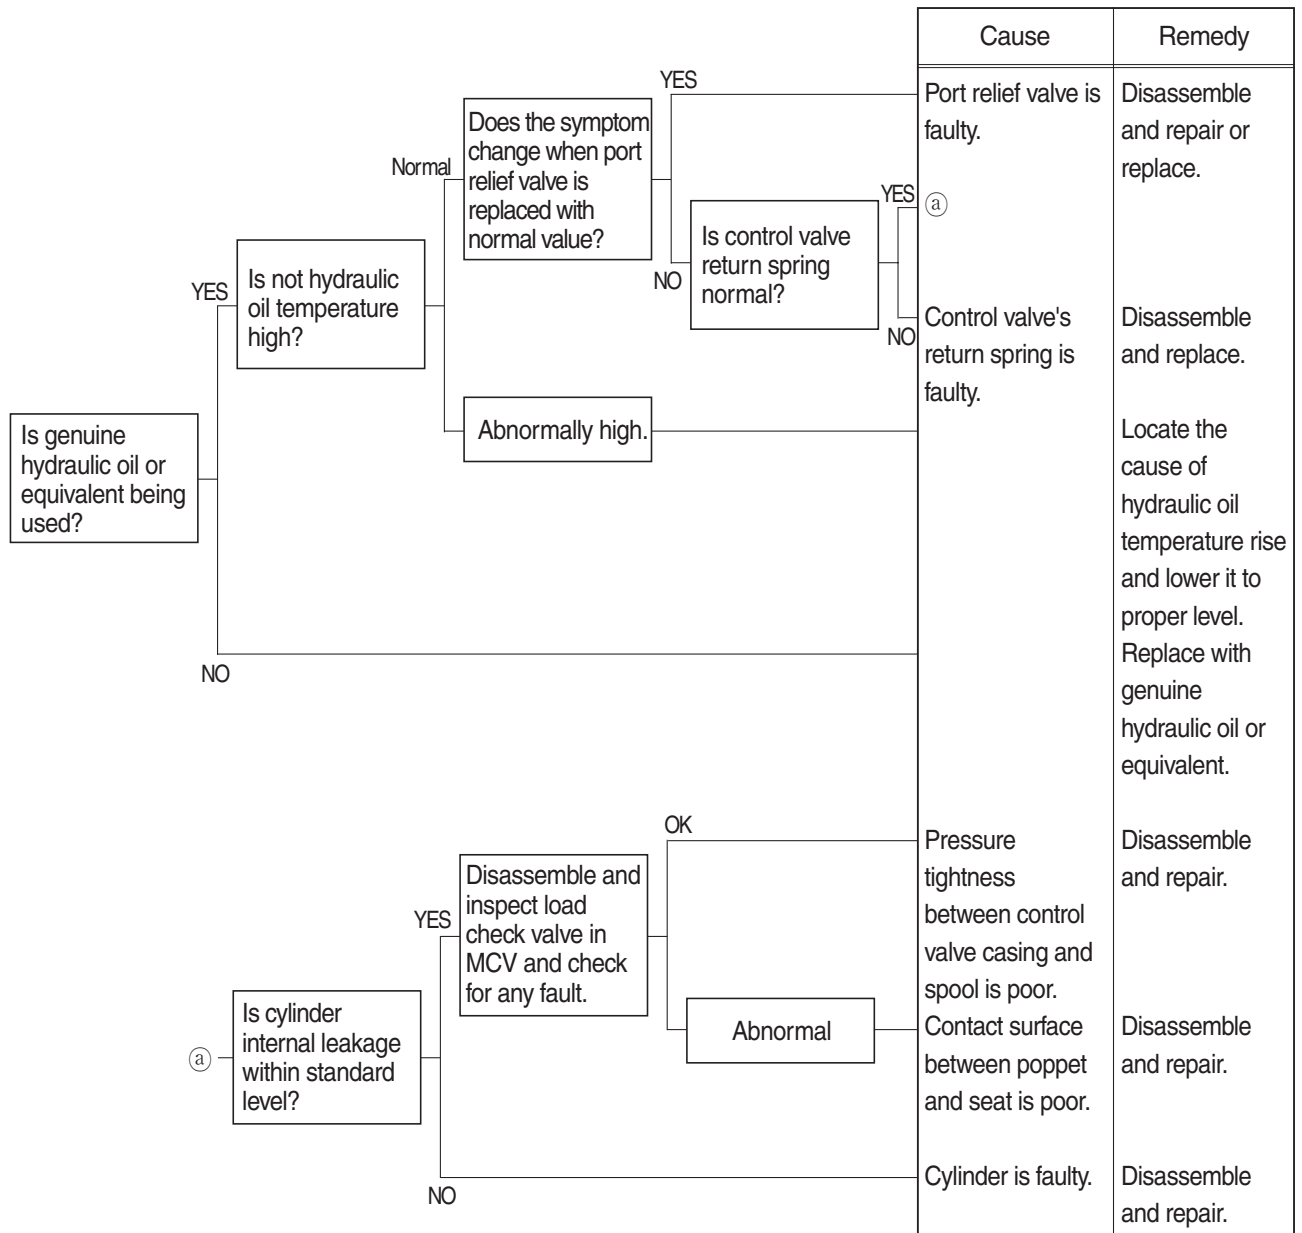 Cause
Remedy
YES
Port relief valve is
faulty.
Disassemble
and repair or
replace.
Does the symptom
change when port
relief valve is
replaced with
normal value?
Normal
YES
ⓐ
Is control valve
return spring
normal?
NO
NO
Control valve's
return spring is
faulty.
Disassemble
and replace.
YES
Is not hydraulic
oil temperature
high?
Abnormally high.
Locate the
cause of
hydraulic oil
temperature rise
and lower it to
proper level.
Is genuine
hydraulic oil or
equivalent being
used?
NO
Replace with
genuine
hydraulic oil or
equivalent.
OK
Pressure
tightness
between control
valve casing and
spool is poor.
Disassemble
and repair.
Disassemble and
inspect load
check valve in
MCV and check
for any fault.
YES
Abnormal
Contact surface
between poppet
and seat is poor.
Disassemble
and repair.
ⓐ
Is cylinder
internal leakage
within standard
level?
NO
Cylinder is faulty.
Disassemble
and repair.